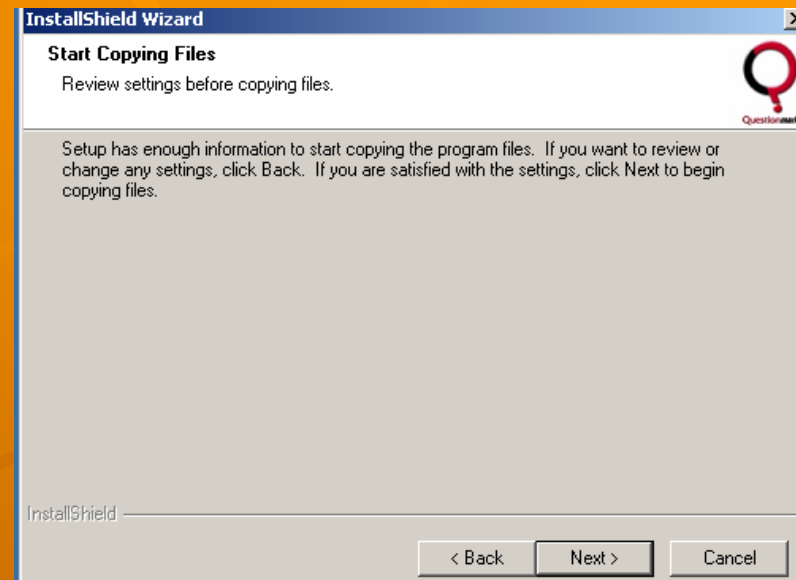 InstallShield Wizard
Start Copying Files
Review settings before copying files.
Questionmark
Setup has enough information to start copying the program files. If you want to review or
change any settings, click Back. If you are satisfied with the settings, click Next to begin
copying files.
InstallShield
< Back
Next >
Cancel